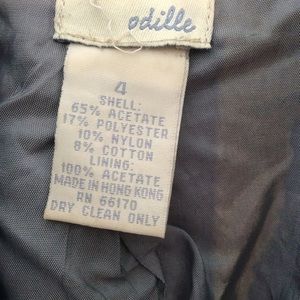 odille
4
SHELL:
65% ACETATE
17% POLYESTER
10% NYLON
8% COTTON
LINING:
100% ACETATE
MADE IN HONG KONG
RN 66170
DRY CLEAN ONLY